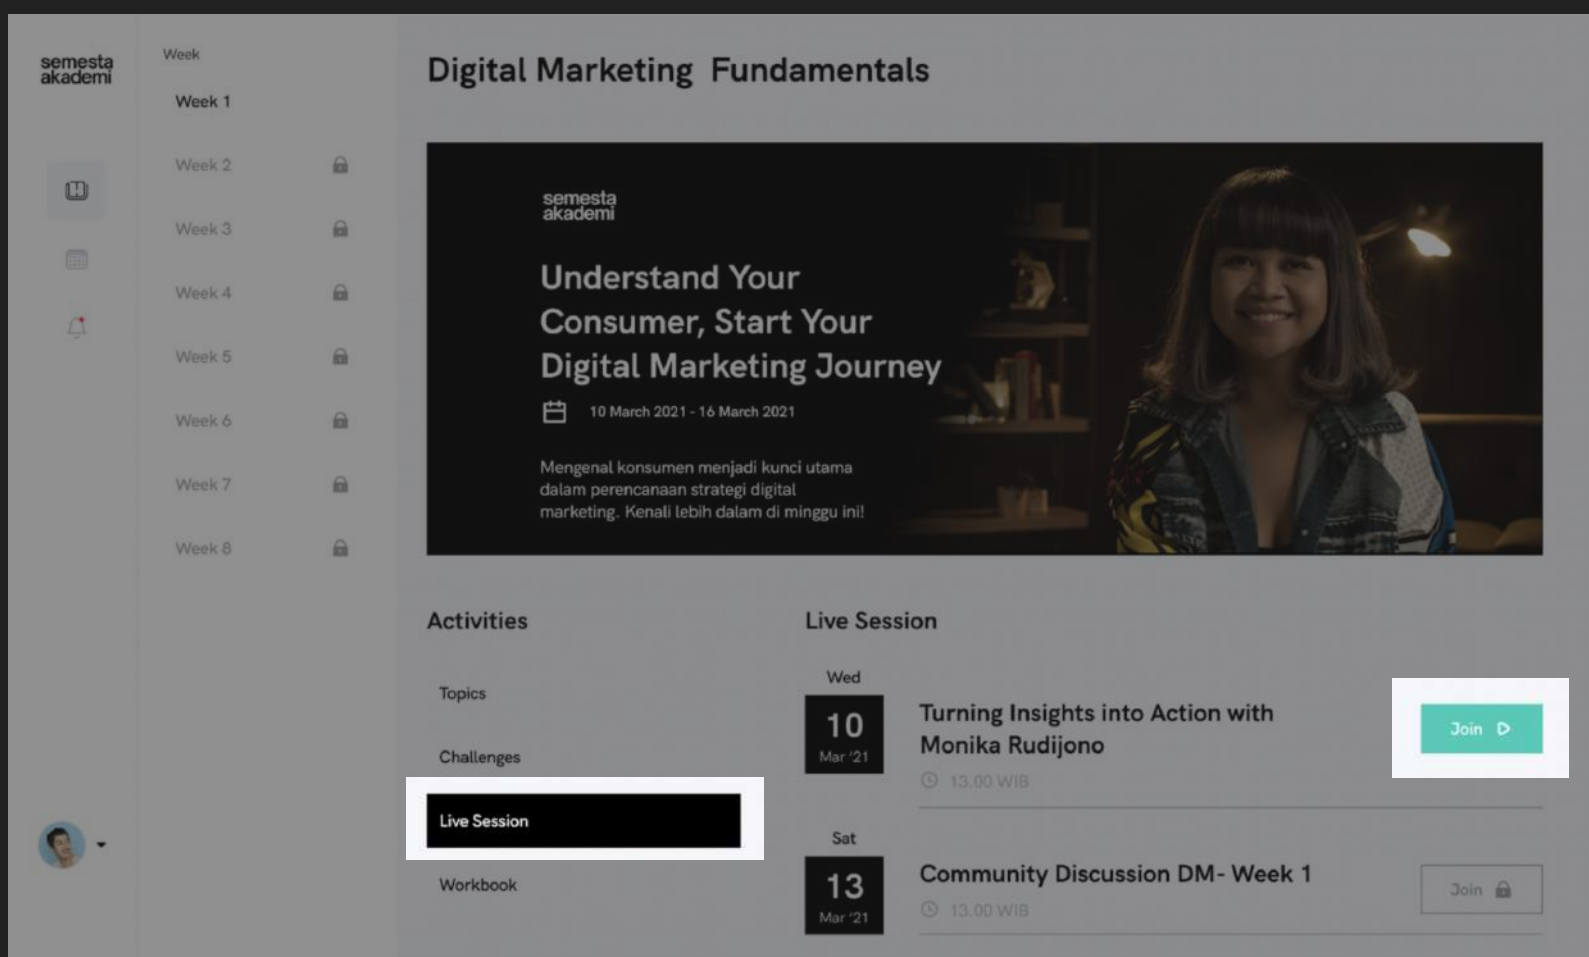 semesta
akademi
Week
Week 1
Week 2
Week 3
Week 4
Week 5
Week 6
Week 7
Week 8
Digital Marketing Fundamentals
semesta
akademi
Understand Your
Consumer, Start Your
Digital Marketing Journey
10 March 2021 - 16 March 2021
Mengenal konsumen menjadi kunci utama
dalam perencanaan strategi digital
marketing. Kenali lebih dalam di minggu ini!
Activities
Topics
Challenges
Live Session
Workbook
Live Session
Wed
10
Mar '21
Turning Insights into Action with
Monika Rudijono
13.00 WIB
Join
Sat
13
Mar '21
Community Discussion DM- Week 1
13.00 WIB
Join